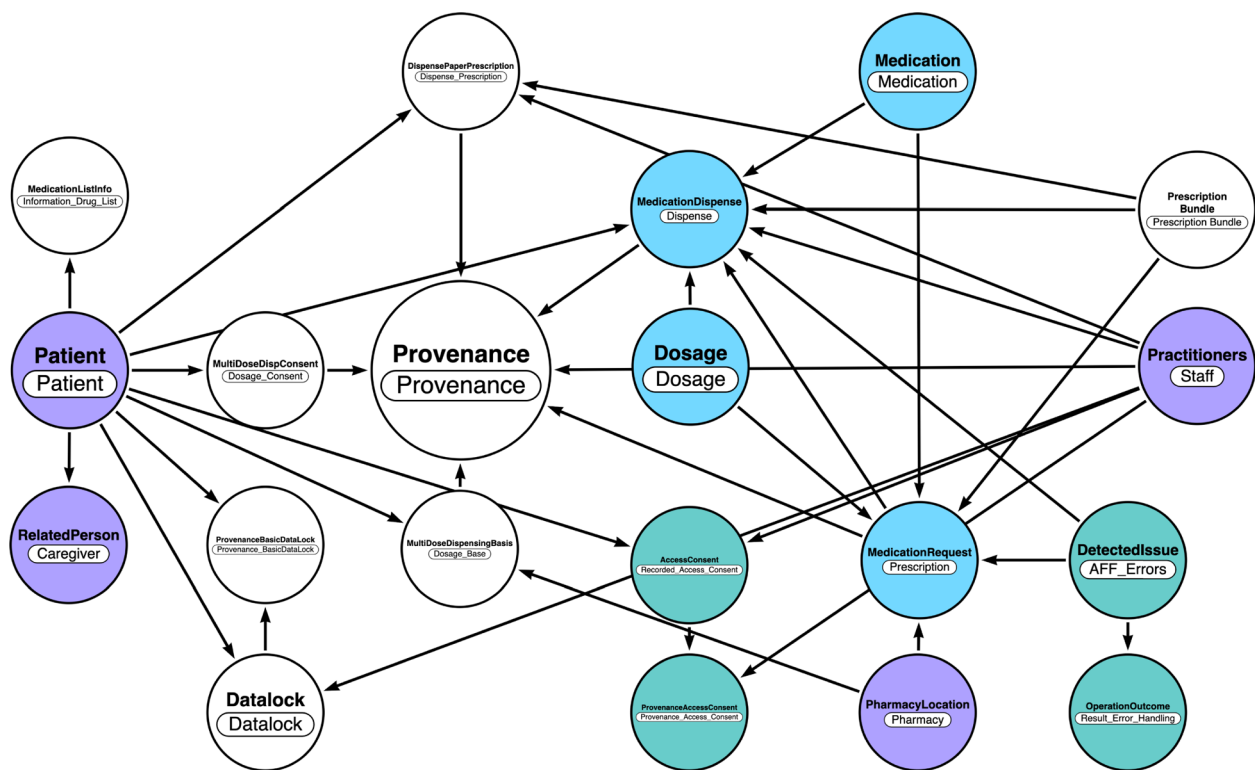 DispensePaperPrescription
Dispense_Prescription
Medication
Medication
MedicationListInfo
Information_Drug_List
MedicationDispense
Dispense
Prescription
Bundle
Prescription Bundle
Patient
Patient
MultiDoseDispConsent
Dosage_Consent
Provenance
Provenance
Dosage
Dosage
Practitioners
Staff
RelatedPerson
Caregiver
ProvenanceBasicDataLock
Provenance_BasicDataLock
MultiDoseDispensingBasis
Dosage_Base
AccessConsent
Recorded_Access_Consent
MedicationRequest
Prescription
DetectedIssue
AFF_Errors
Datalock
Datalock
ProvenanceAccessConsent
Provenance_Access_Consent
PharmacyLocation
Pharmacy
OperationOutcome
Result_Error_Handling